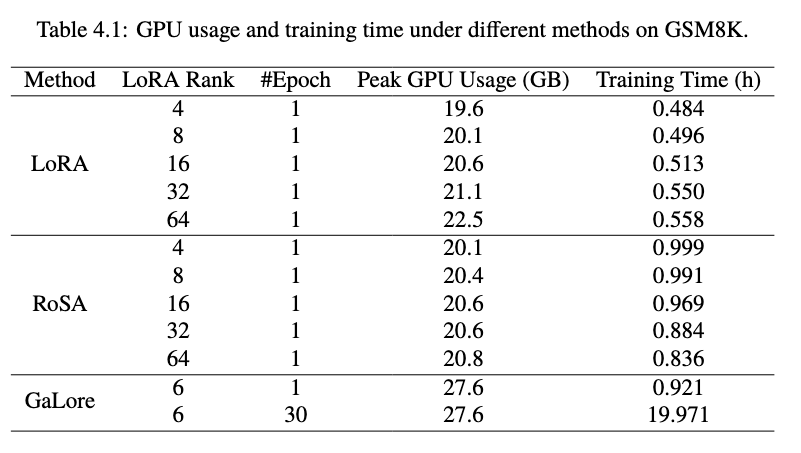 Table 4.1: GPU usage and training time under different methods on GSM8K.
Method LoRA Rank #Epoch Peak GPU Usage (GB) Training Time (h)
LoRA 4 1 19.6 0.484
8 1 20.1 0.496
16 1 20.6 0.513
32 1 21.1 0.550
64 1 22.5 0.558
RoSA 4 1 20.1 0.999
8 1 20.4 0.991
16 1 20.6 0.969
32 1 20.6 0.884
64 1 20.8 0.836
GaLore 6 1 27.6 0.921
6 30 27.6 19.971